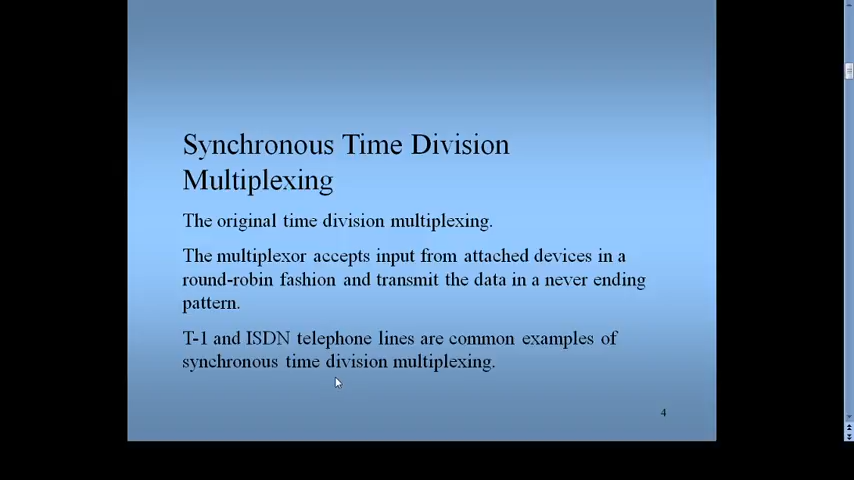 Synchronous Time Division
Multiplexing
The original time division multiplexing.
The multiplexor accepts input from attached devices in a
round-robin fashion and transmit the data in a never ending
pattern.
T-1 and ISDN telephone lines are common examples of
synchronous time division multiplexing.
4